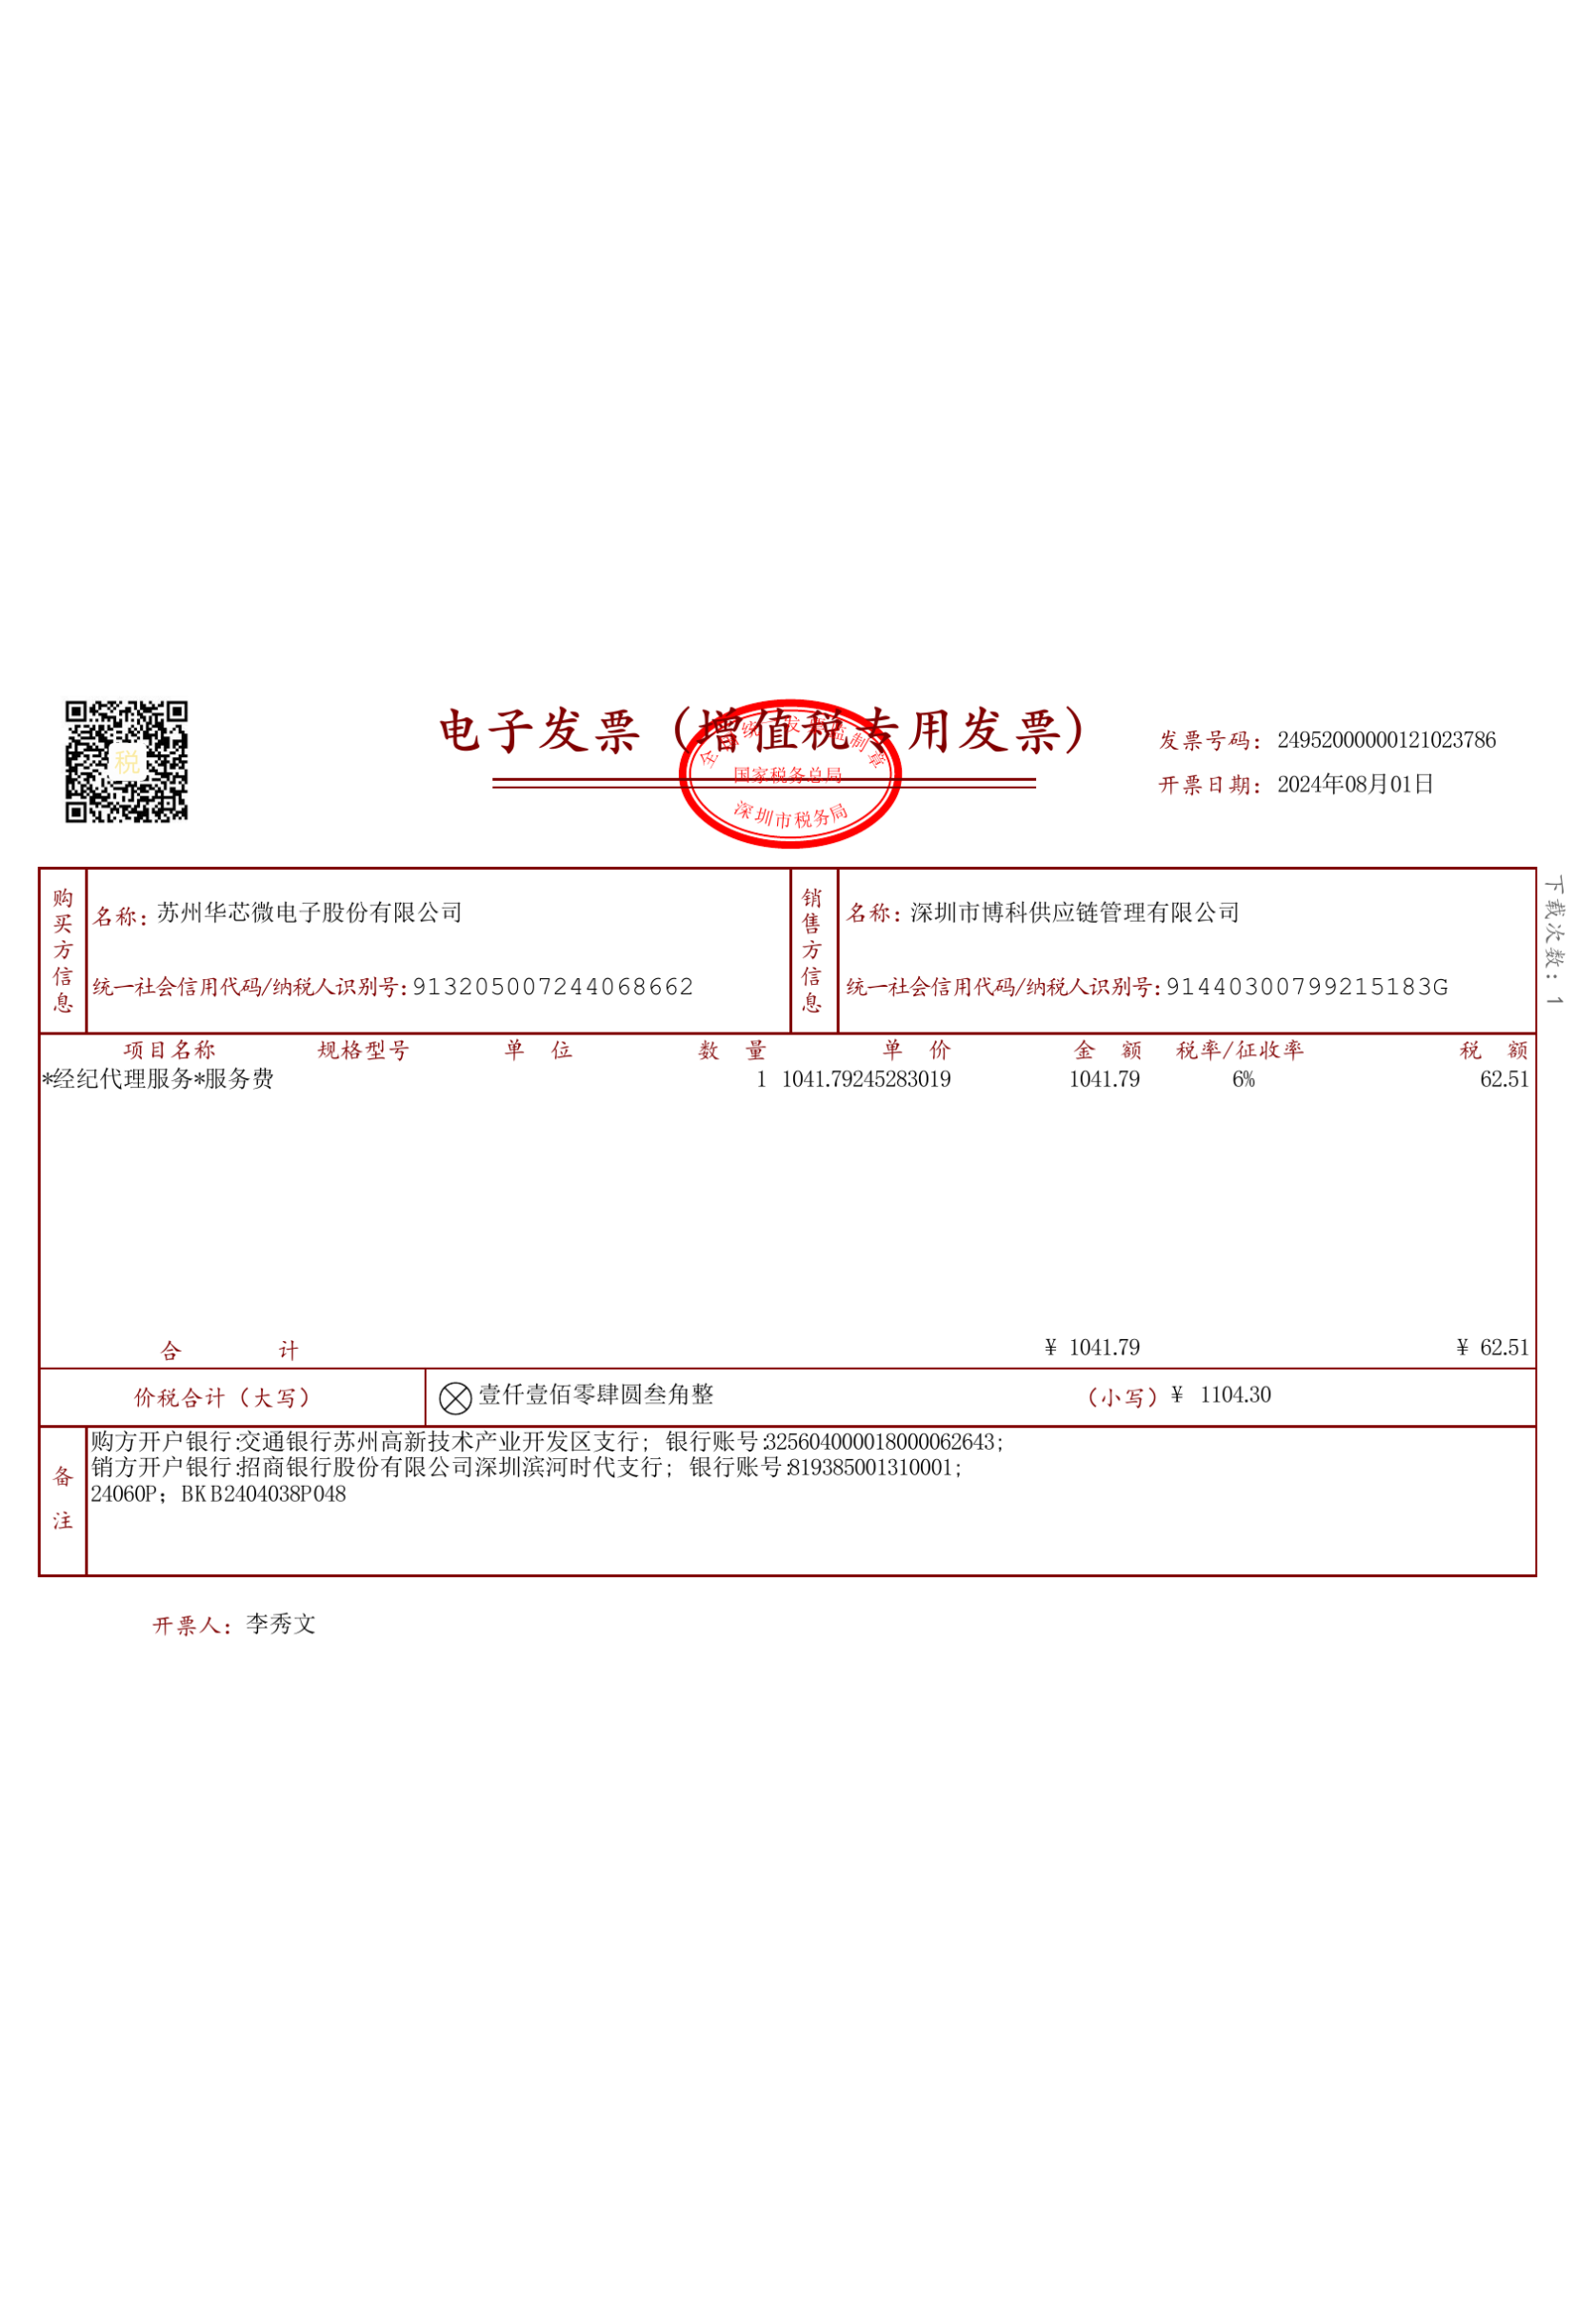 电子发票（增值税专用发票）
全国统一发票监制章
国家税务总局
深圳市税务局
税
发票号码：24952000000121023786
开票日期：2024年08月01日
下载次数：1
购买方信息
名称：苏州华芯微电子股份有限公司
统一社会信用代码/纳税人识别号：913205007244068662
销售方信息
名称：深圳市博科供应链管理有限公司
统一社会信用代码/纳税人识别号：91440300799215183G
项目名称 规格型号 单 位 数 量 单 价 金 额 税率/征收率 税 额
*经纪代理服务*服务费 1 1041.79245283019 1041.79 6% 62.51
合 计 ¥ 1041.79 ¥ 62.51
价税合计（大写） 壹仟壹佰零肆圆叁角整 （小写）¥ 1104.30
备注
购方开户银行:交通银行苏州高新技术产业开发区支行; 银行账号:325604000018000062643;
销方开户银行:招商银行股份有限公司深圳滨河时代支行; 银行账号:819385001310001;
24060P；BKB2404038P048
开票人：李秀文